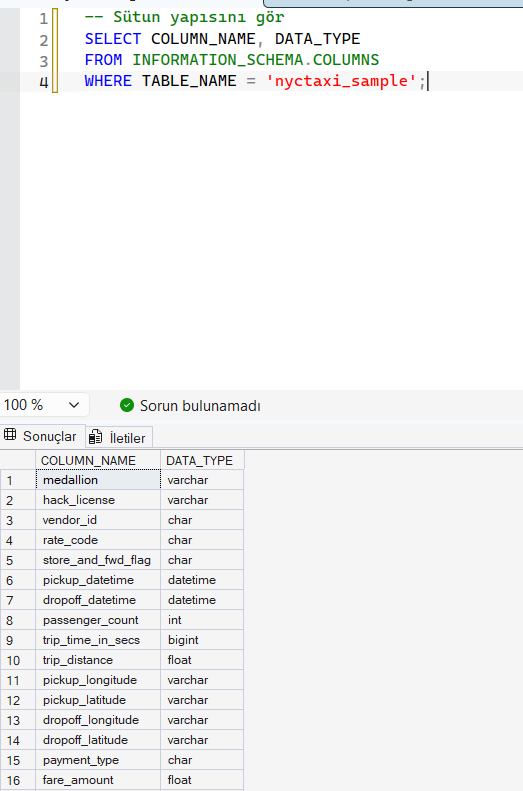 1 -- Sütun yapısını gör
2 SELECT COLUMN_NAME, DATA_TYPE
3 FROM INFORMATION_SCHEMA.COLUMNS
4 WHERE TABLE_NAME = 'nyctaxi_sample';
100 % Sorun bulunamadı
Sonuçlar İletiler
COLUMN_NAME DATA_TYPE
1 medallion varchar
2 hack_license varchar
3 vendor_id char
4 rate_code char
5 store_and_fwd_flag char
6 pickup_datetime datetime
7 dropoff_datetime datetime
8 passenger_count int
9 trip_time_in_secs bigint
10 trip_distance float
11 pickup_longitude varchar
12 pickup_latitude varchar
13 dropoff_longitude varchar
14 dropoff_latitude varchar
15 payment_type char
16 fare_amount float